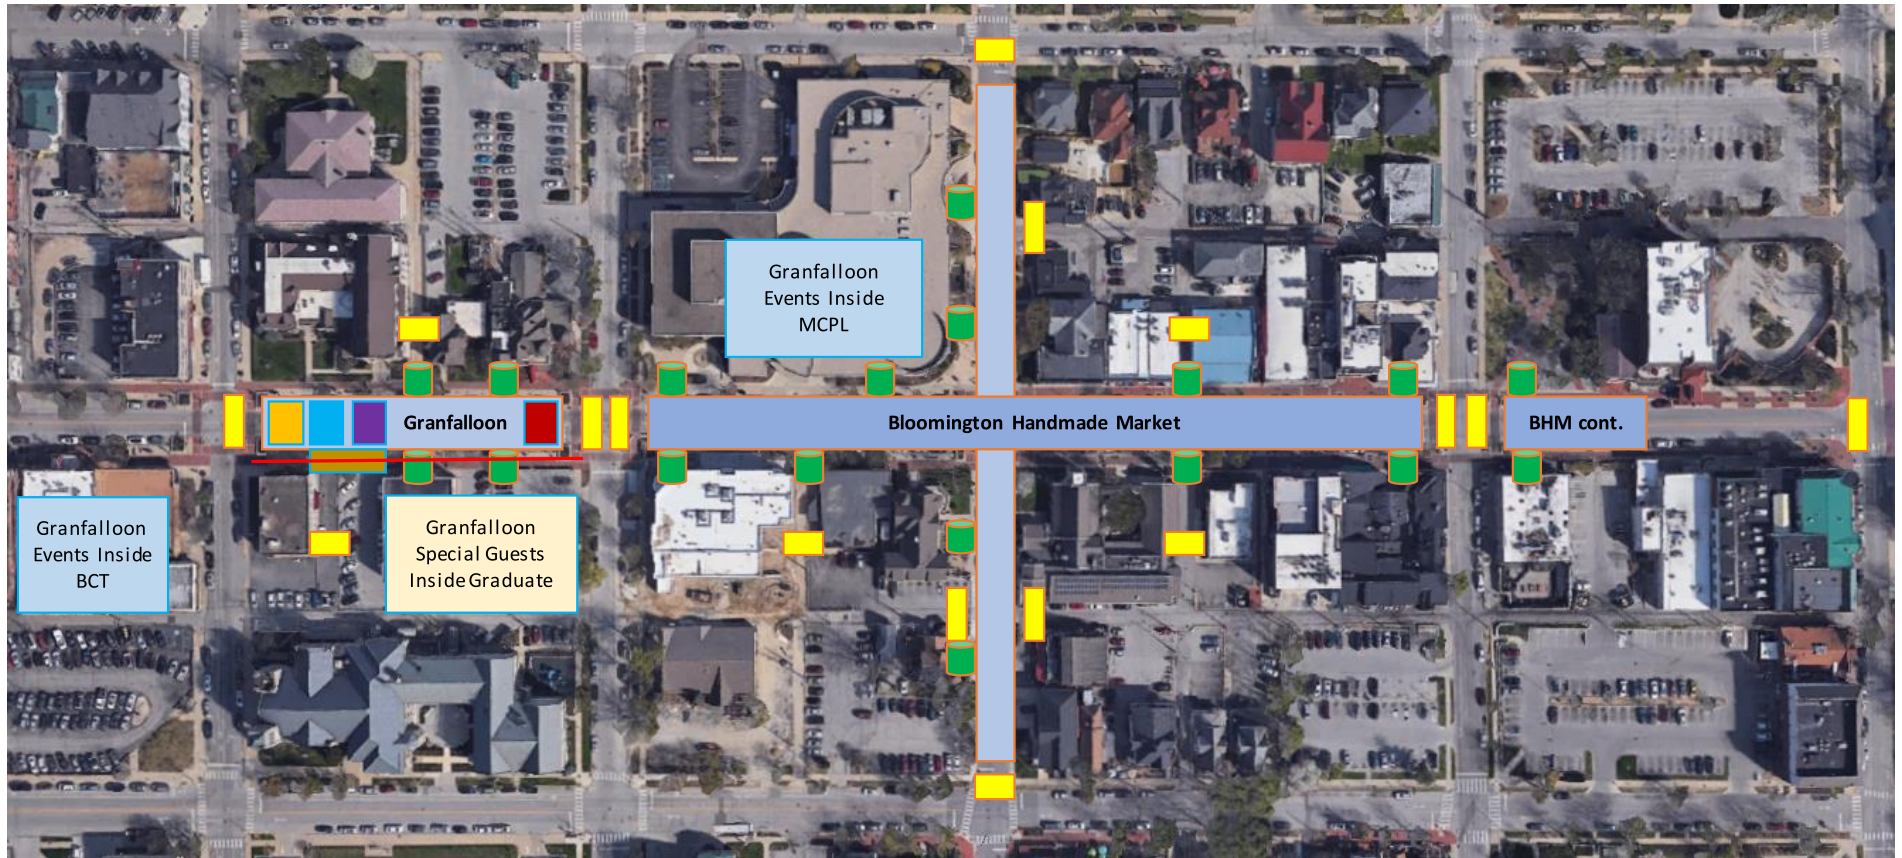 Granfalloon
Events Inside
MCPL
Granfalloon
Bloomington Handmade Market
BHM cont.
Granfalloon
Events Inside
BCT
Granfalloon
Special Guests
Inside Graduate